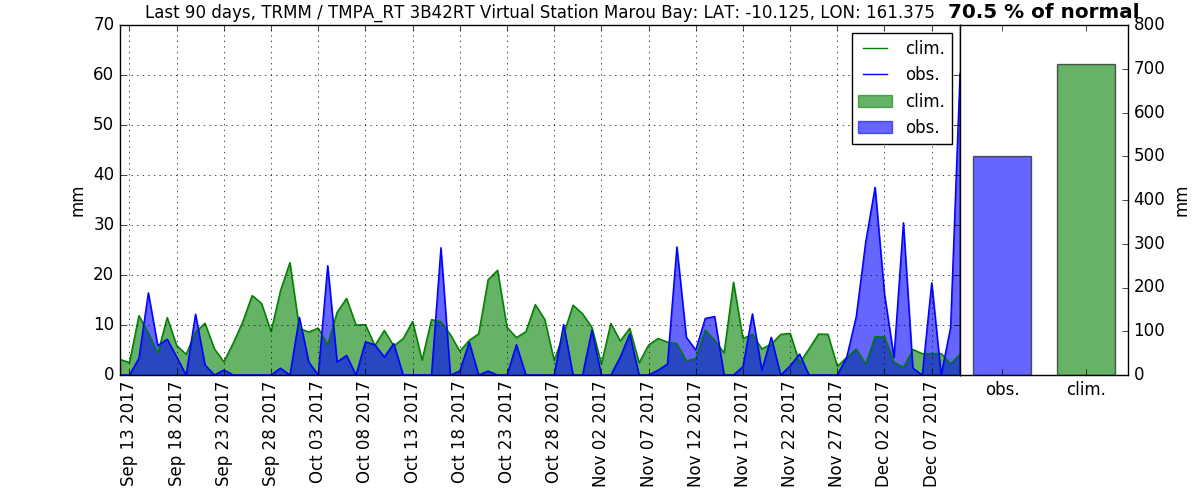 Last 90 days, TRMM / TMPA_RT 3B42RT Virtual Station Marou Bay: LAT: -10.125, LON: 161.375 70.5 % of normal
70
60
50
40
30
20
10
0
mm
clim.
obs.
clim.
obs.
800
700
600
500
400
300
200
100
0
mm
obs.
clim.
Sep 13 2017
Sep 18 2017
Sep 23 2017
Sep 28 2017
Oct 03 2017
Oct 08 2017
Oct 13 2017
Oct 18 2017
Oct 23 2017
Oct 28 2017
Nov 02 2017
Nov 07 2017
Nov 12 2017
Nov 17 2017
Nov 22 2017
Nov 27 2017
Dec 02 2017
Dec 07 2017